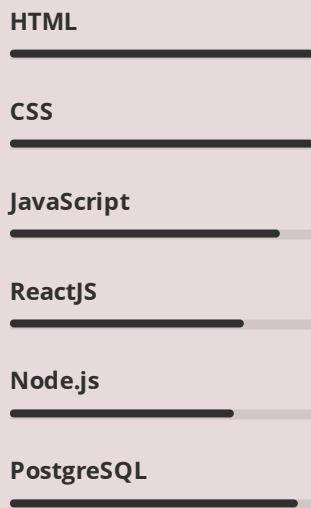 HTML
CSS
JavaScript
ReactJS
Node.js
PostgreSQL